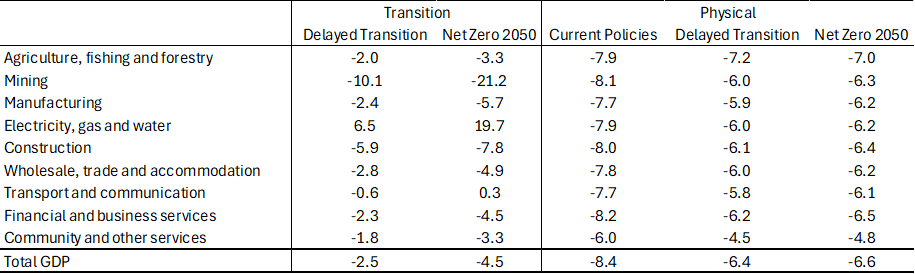 Transition Physical
Delayed Transition Net Zero 2050 Current Policies Delayed Transition Net Zero 2050
Agriculture, fishing and forestry -2.0 -3.3 -7.9 -7.2 -7.0
Mining -10.1 -21.2 -8.1 -6.0 -6.3
Manufacturing -2.4 -5.7 -7.7 -5.9 -6.2
Electricity, gas and water 6.5 19.7 -7.9 -6.0 -6.2
Construction -5.9 -7.8 -8.0 -6.1 -6.4
Wholesale, trade and accommodation -2.8 -4.9 -7.8 -6.0 -6.2
Transport and communication -0.6 0.3 -7.7 -5.8 -6.1
Financial and business services -2.3 -4.5 -8.2 -6.2 -6.5
Community and other services -1.8 -3.3 -6.0 -4.5 -4.8
Total GDP -2.5 -4.5 -8.4 -6.4 -6.6